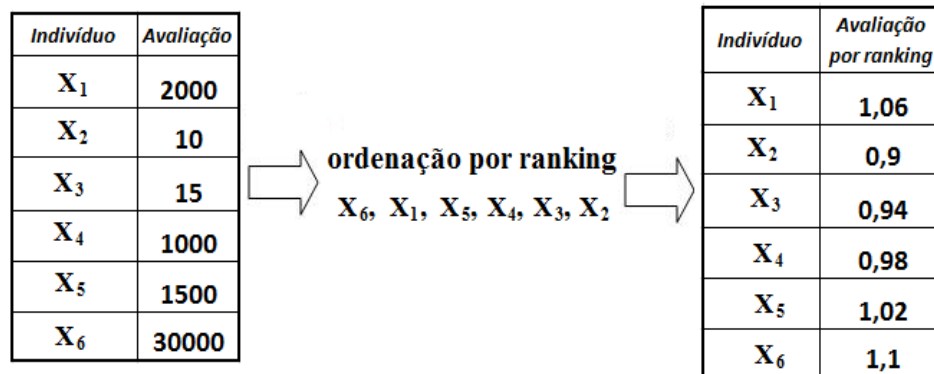 Indivíduo Avaliação
X₁ 2000
X₂ 10
X₃ 15
X₄ 1000
X₅ 1500
X₆ 30000
ordenação por ranking
X₆, X₁, X₅, X₄, X₃, X₂
Indivíduo Avaliação
por ranking
X₁ 1,06
X₂ 0,9
X₃ 0,94
X₄ 0,98
X₅ 1,02
X₆ 1,1